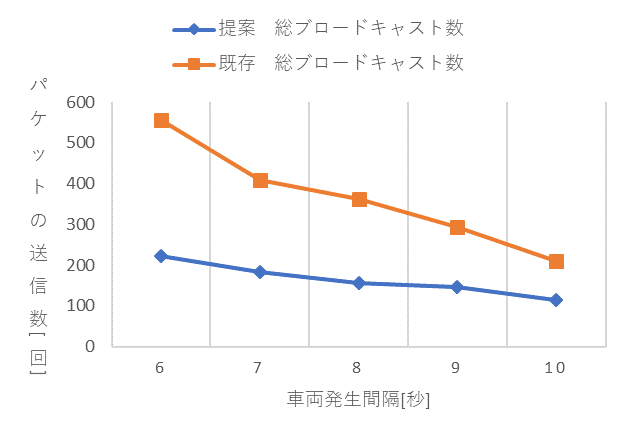 提案　総ブロードキャスト数
既存　総ブロードキャスト数
パケットの送信数[回]
600
500
400
300
200
100
0
6 7 8 9 10
車両発生間隔[秒]